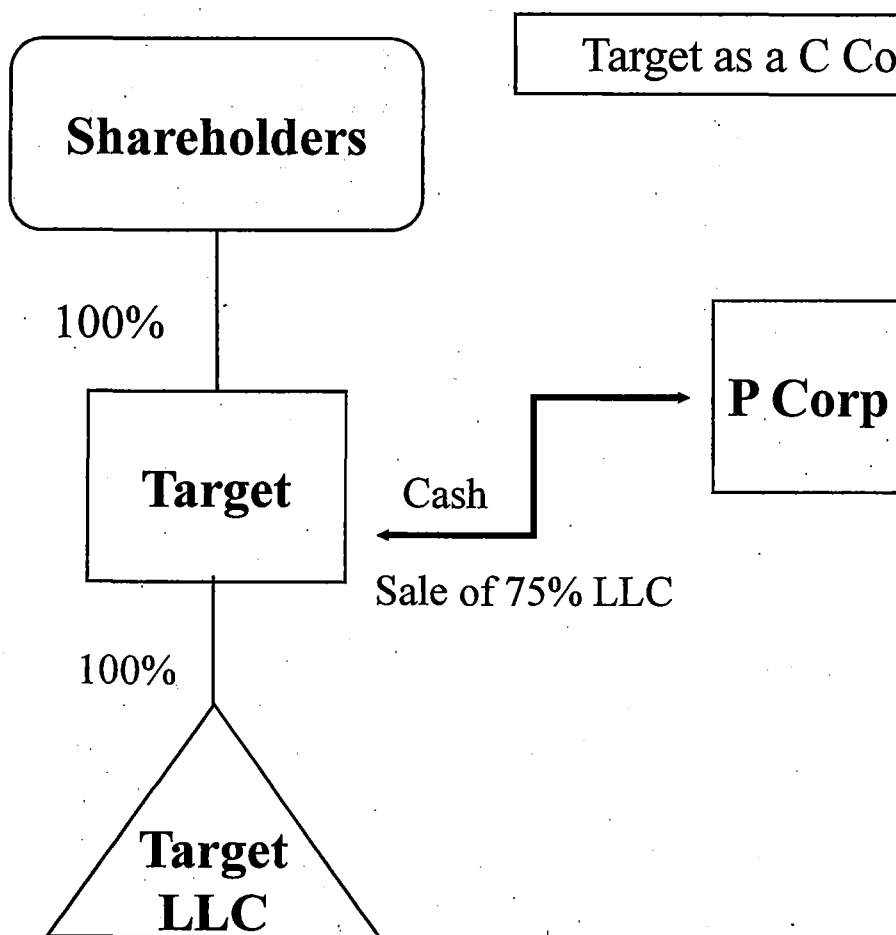 Target as a C Co
Shareholders
100%
P Corp
Target
Cash
Sale of 75% LLC
100%
Target
LLC